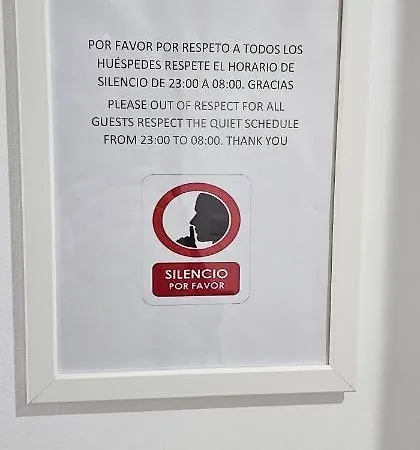 POR FAVOR POR RESPETO A TODOS LOS
HUÉSPEDES RESPETE EL HORARIO DE
SILENCIO DE 23:00 A 08:00. GRACIAS
PLEASE OUT OF RESPECT FOR ALL
GUESTS RESPECT THE QUIET SCHEDULE
FROM 23:00 TO 08:00. THANK YOU
SILENCIO
POR FAVOR